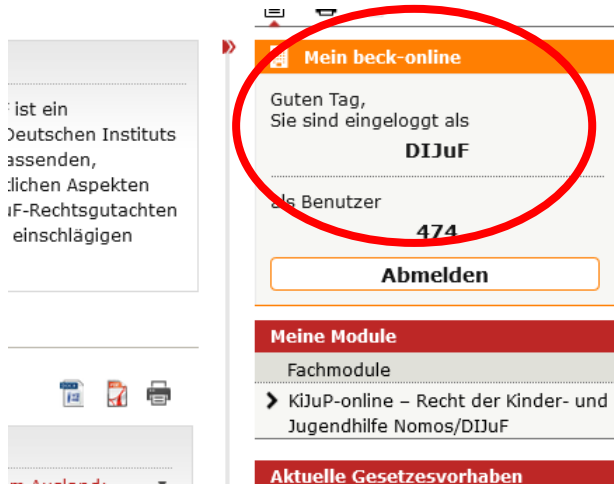 ist ein
Deutschen Instituts
assenden,
lichen Aspekten
F-Rechtsgutachten
einschlägigen
Mein beck-online
Guten Tag,
Sie sind eingeloggt als
DIJuF
als Benutzer
474
Abmelden
Meine Module
Fachmodule
KiJuP-online – Recht der Kinder- und
Jugendhilfe Nomos/DIJuF
Aktuelle Gesetzesvorhaben